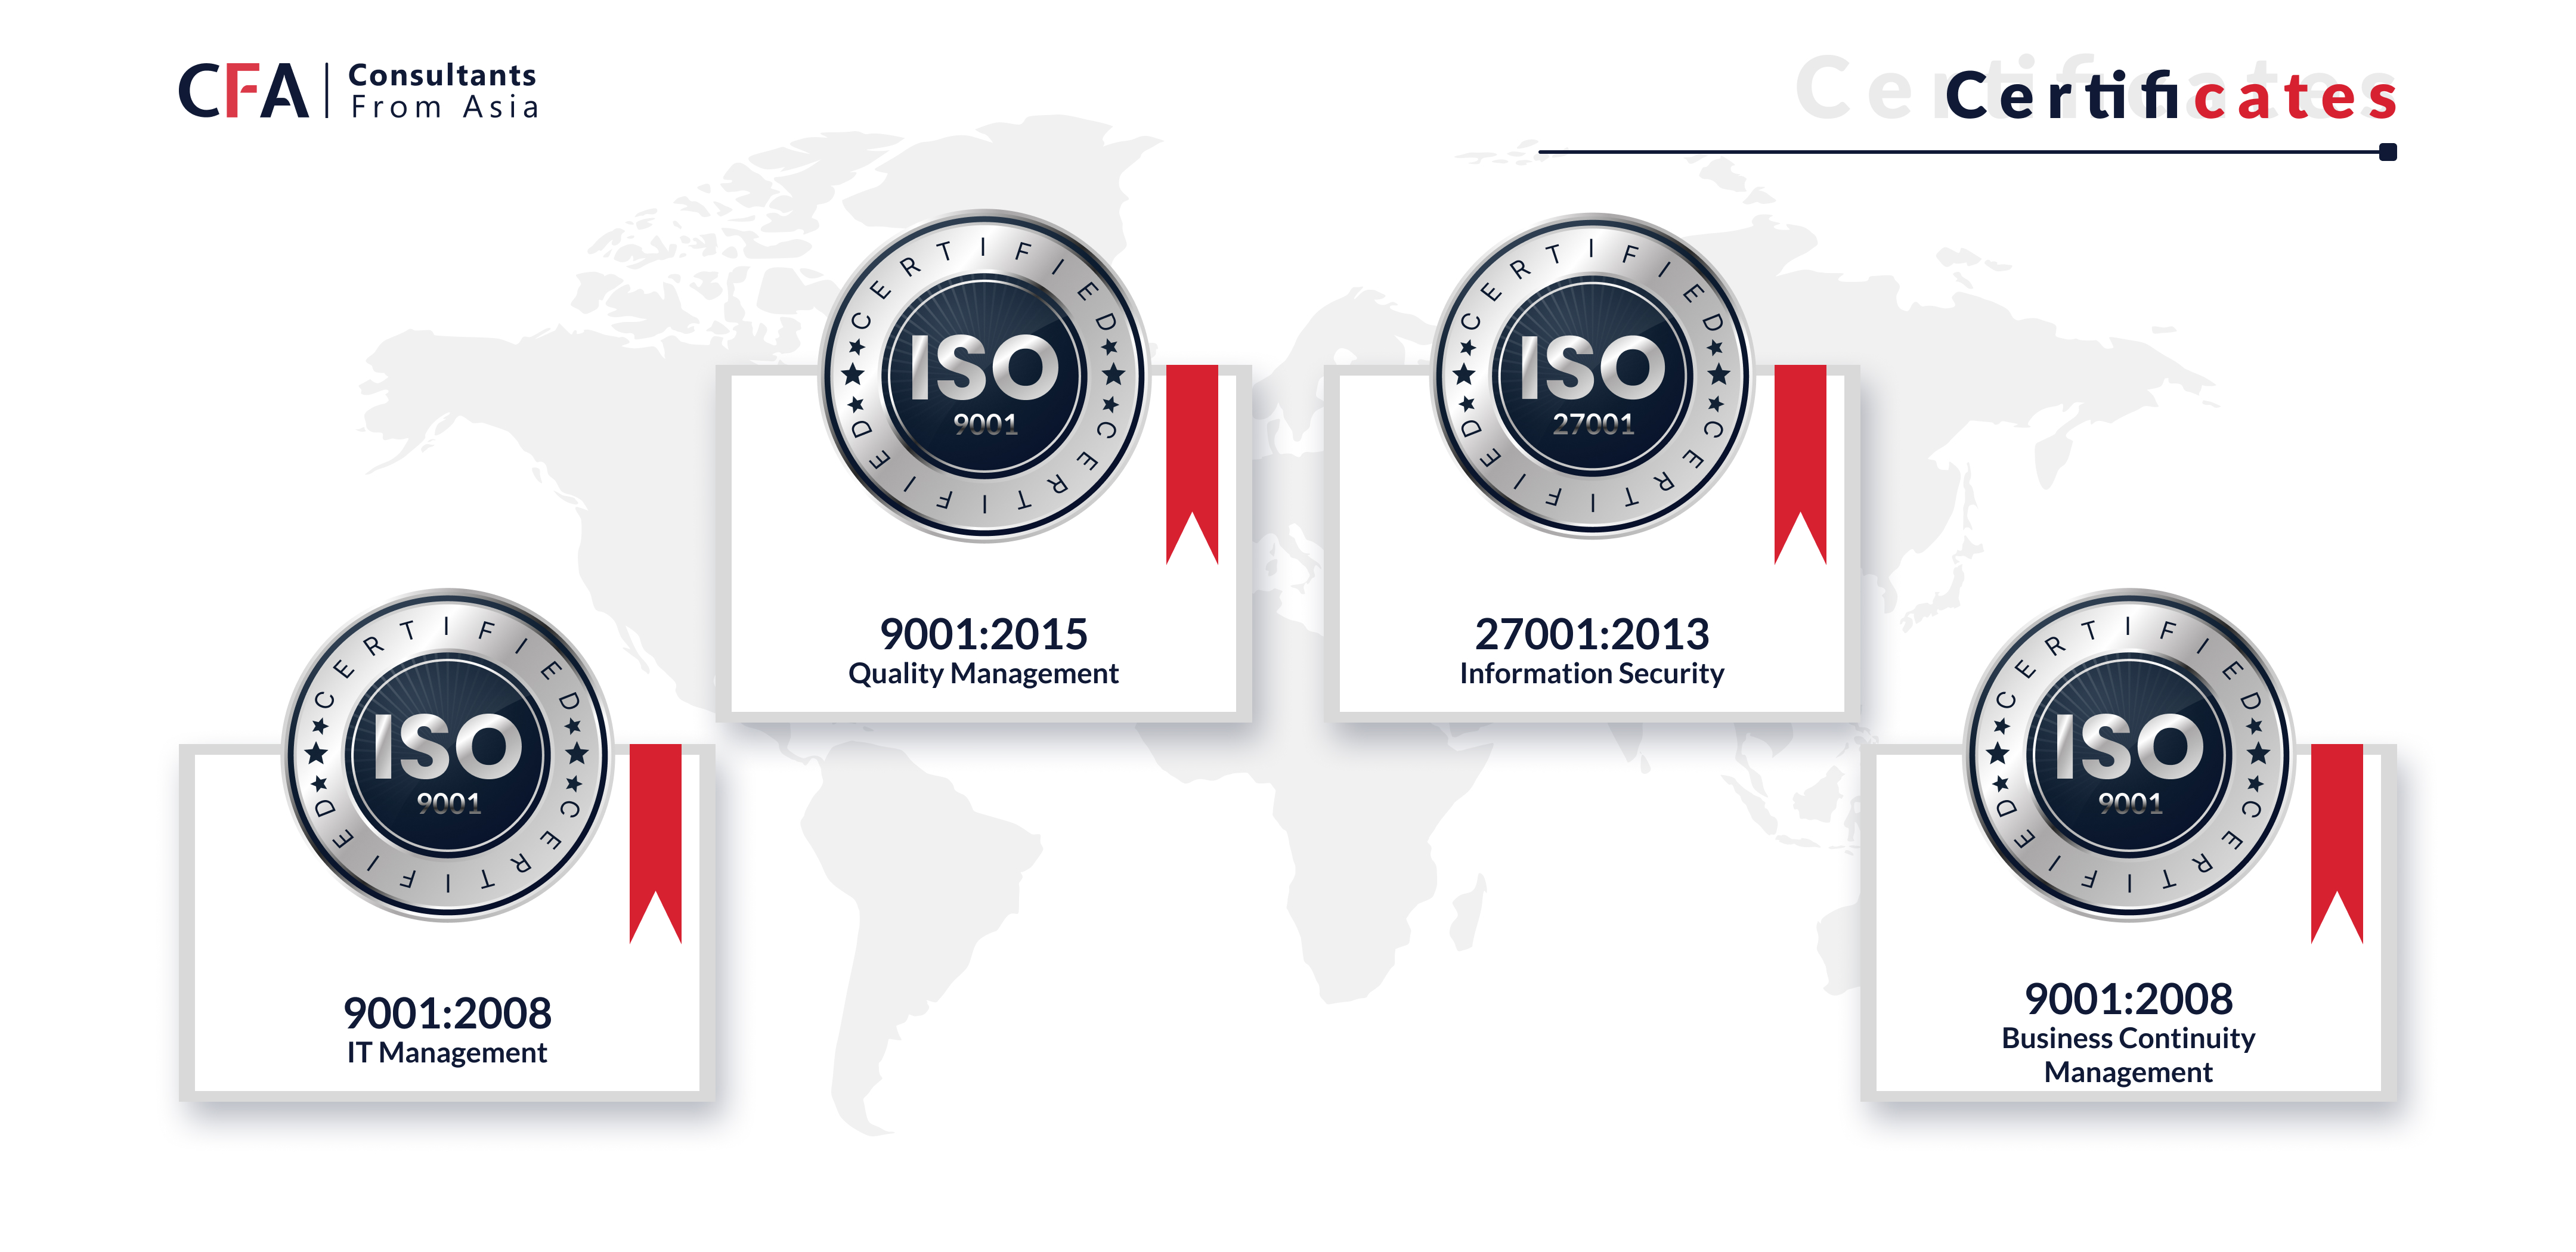 CFA
Consultants
From Asia
Certificates
Certificates
CERTIFIED
ISO
9001
CERTIFIED
9001:2015
Quality Management
CERTIFIED
ISO
27001
CERTIFIED
27001:2013
Information Security
CERTIFIED
ISO
9001
CERTIFIED
9001:2008
IT Management
CERTIFIED
ISO
9001
CERTIFIED
9001:2008
Business Continuity
Management